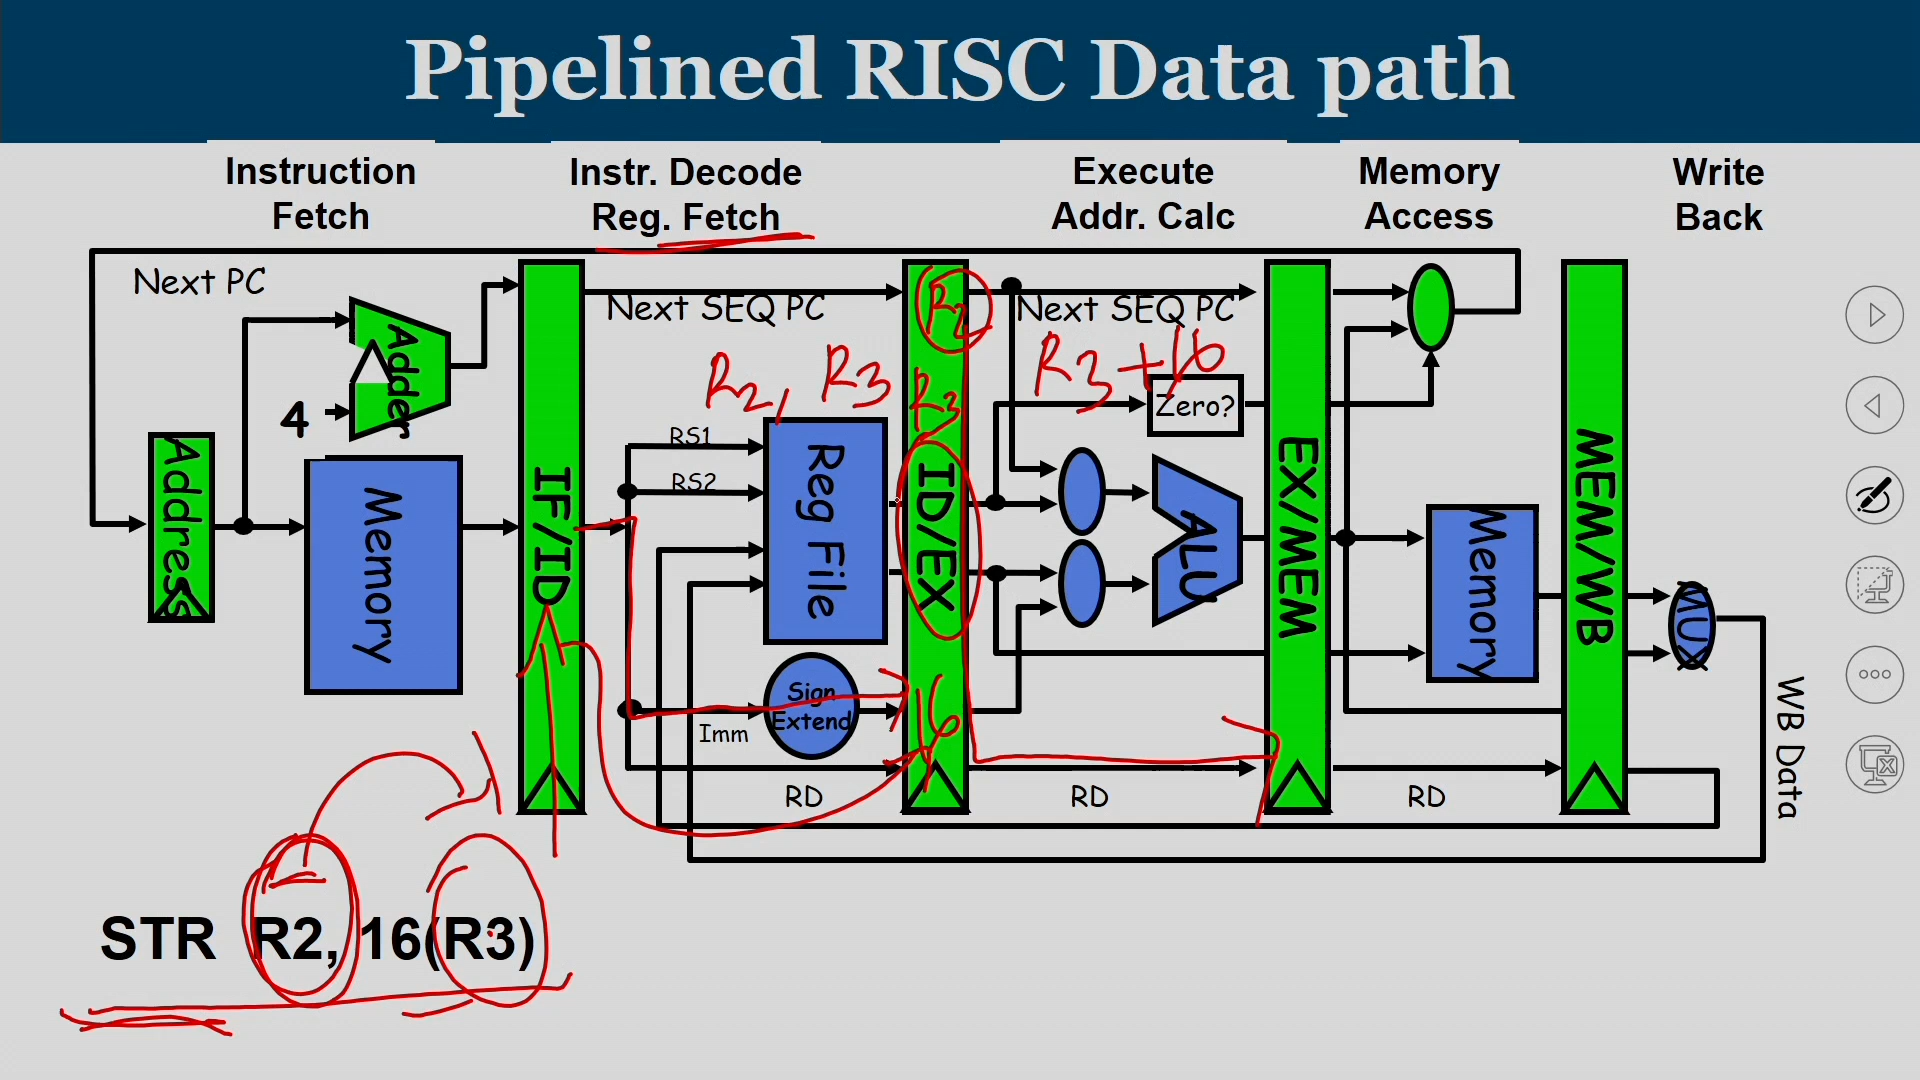 Pipelined RISC Data path
Instruction Fetch
Instr. Decode Reg. Fetch
Execute Addr. Calc
Memory Access
Write Back
Next PC
Next SEQ PC
Next SEQ PC
Adder
4
Address
Memory
IF/ID
RS1
RS2
Reg File
R2, R3
R2
R3
ID/EX
16
R3+16
Zero?
ALU
EX/MEM
Memory
MEM/WB
MUX
Sign Extend
Imm
RD
RD
RD
WB Data
STR R2, 16(R3)